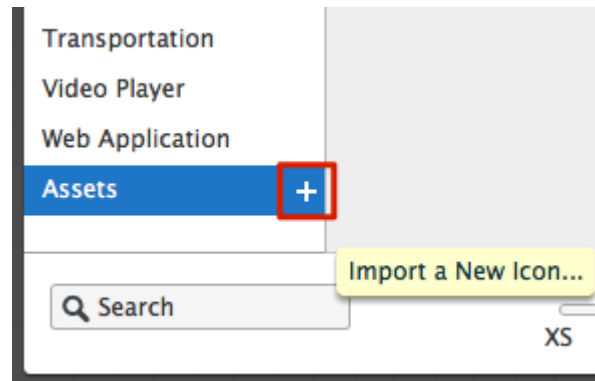 Transportation
Video Player
Web Application
Assets +
Import a New Icon...
Search
XS